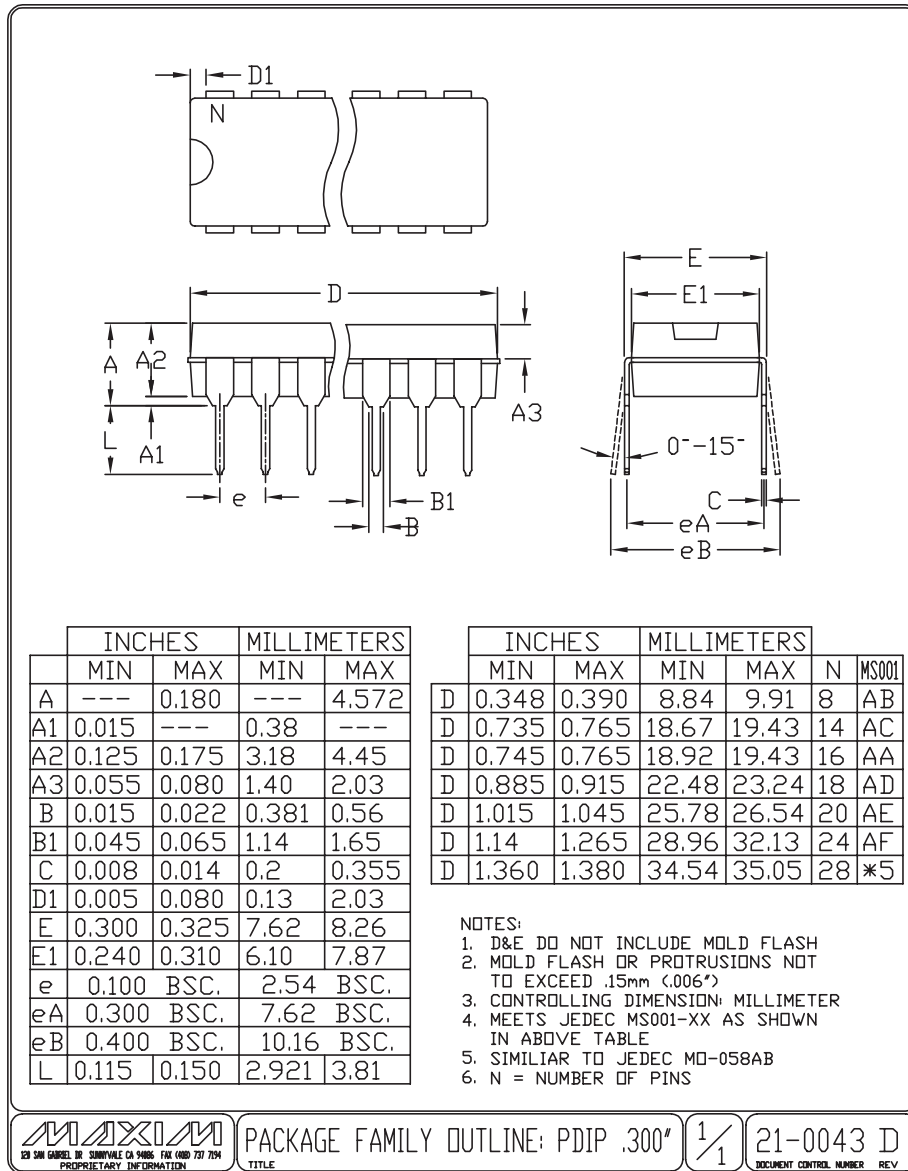 D1
N
E
E1
D
A
A2
A3
L
A1
0°-15°
e
B1
B
C
eA
eB
INCHES MILLIMETERS
MIN MAX MIN MAX
A --- 0.180 --- 4.572
A1 0.015 --- 0.38 ---
A2 0.125 0.175 3.18 4.45
A3 0.055 0.080 1.40 2.03
B 0.015 0.022 0.381 0.56
B1 0.045 0.065 1.14 1.65
C 0.008 0.014 0.2 0.355
D1 0.005 0.080 0.13 2.03
E 0.300 0.325 7.62 8.26
E1 0.240 0.310 6.10 7.87
e 0.100 BSC. 2.54 BSC.
eA 0.300 BSC. 7.62 BSC.
eB 0.400 BSC. 10.16 BSC.
L 0.115 0.150 2.921 3.81
INCHES MILLIMETERS
MIN MAX MIN MAX N MS001
D 0.348 0.390 8.84 9.91 8 AB
D 0.735 0.765 18.67 19.43 14 AC
D 0.745 0.765 18.92 19.43 16 AA
D 0.885 0.915 22.48 23.24 18 AD
D 1.015 1.045 25.78 26.54 20 AE
D 1.14 1.265 28.96 32.13 24 AF
D 1.360 1.380 34.54 35.05 28 *5
NOTES:
1. D&E DO NOT INCLUDE MOLD FLASH
2. MOLD FLASH OR PROTRUSIONS NOT
TO EXCEED .15mm (.006")
3. CONTROLLING DIMENSION: MILLIMETER
4. MEETS JEDEC MS001-XX AS SHOWN
IN ABOVE TABLE
5. SIMILIAR TO JEDEC MO-058AB
6. N = NUMBER OF PINS
MAXIM
120 SAN GABRIEL DR SUNNYVALE CA 94086 FAX (408) 737 7194
PROPRIETARY INFORMATION
PACKAGE FAMILY OUTLINE: PDIP .300"
TITLE
1/1
21-0043 D
DOCUMENT CONTROL NUMBER REV